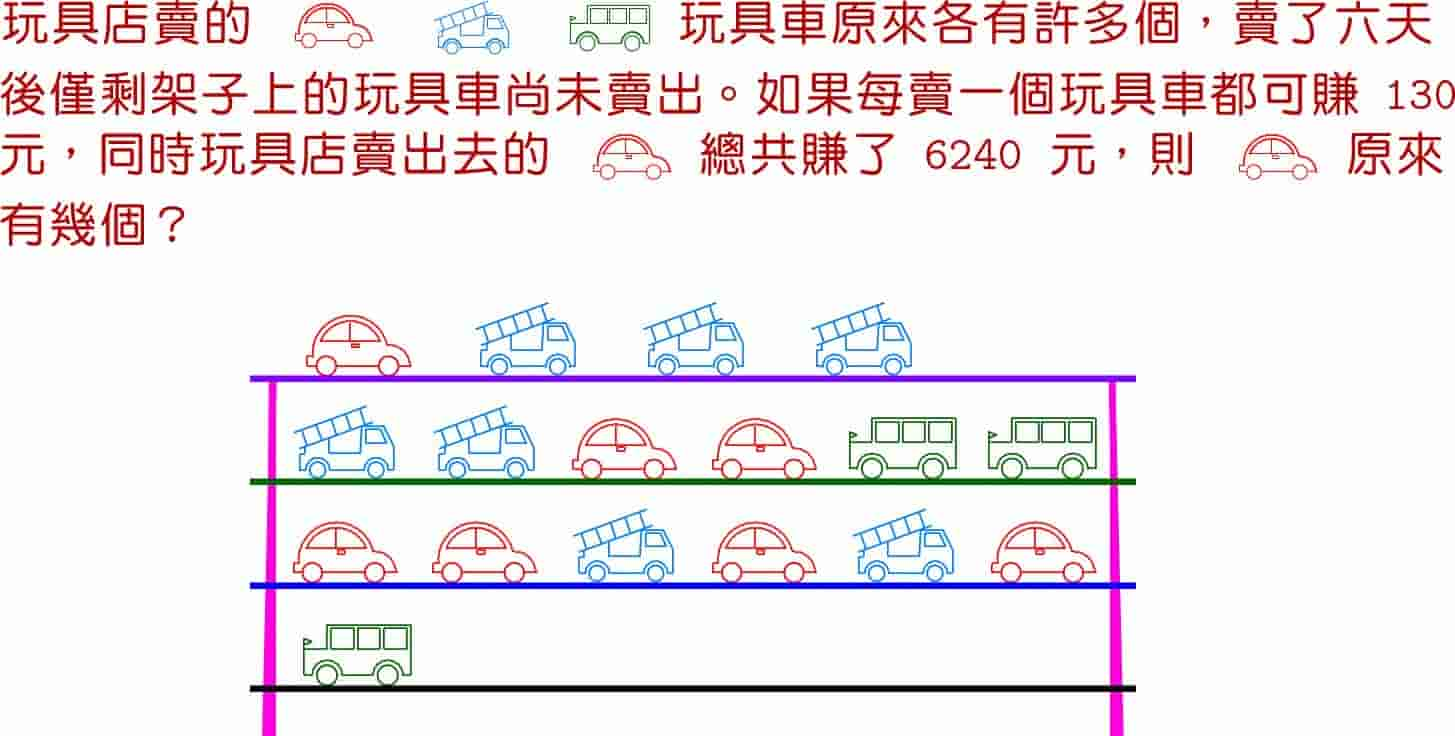 玩具店賣的 玩具車原來各有許多個，賣了六天
後僅剩架子上的玩具車尚未賣出。如果每賣一個玩具車都可賺 130
元，同時玩具店賣出去的 總共賺了 6240 元，則 原來
有幾個？